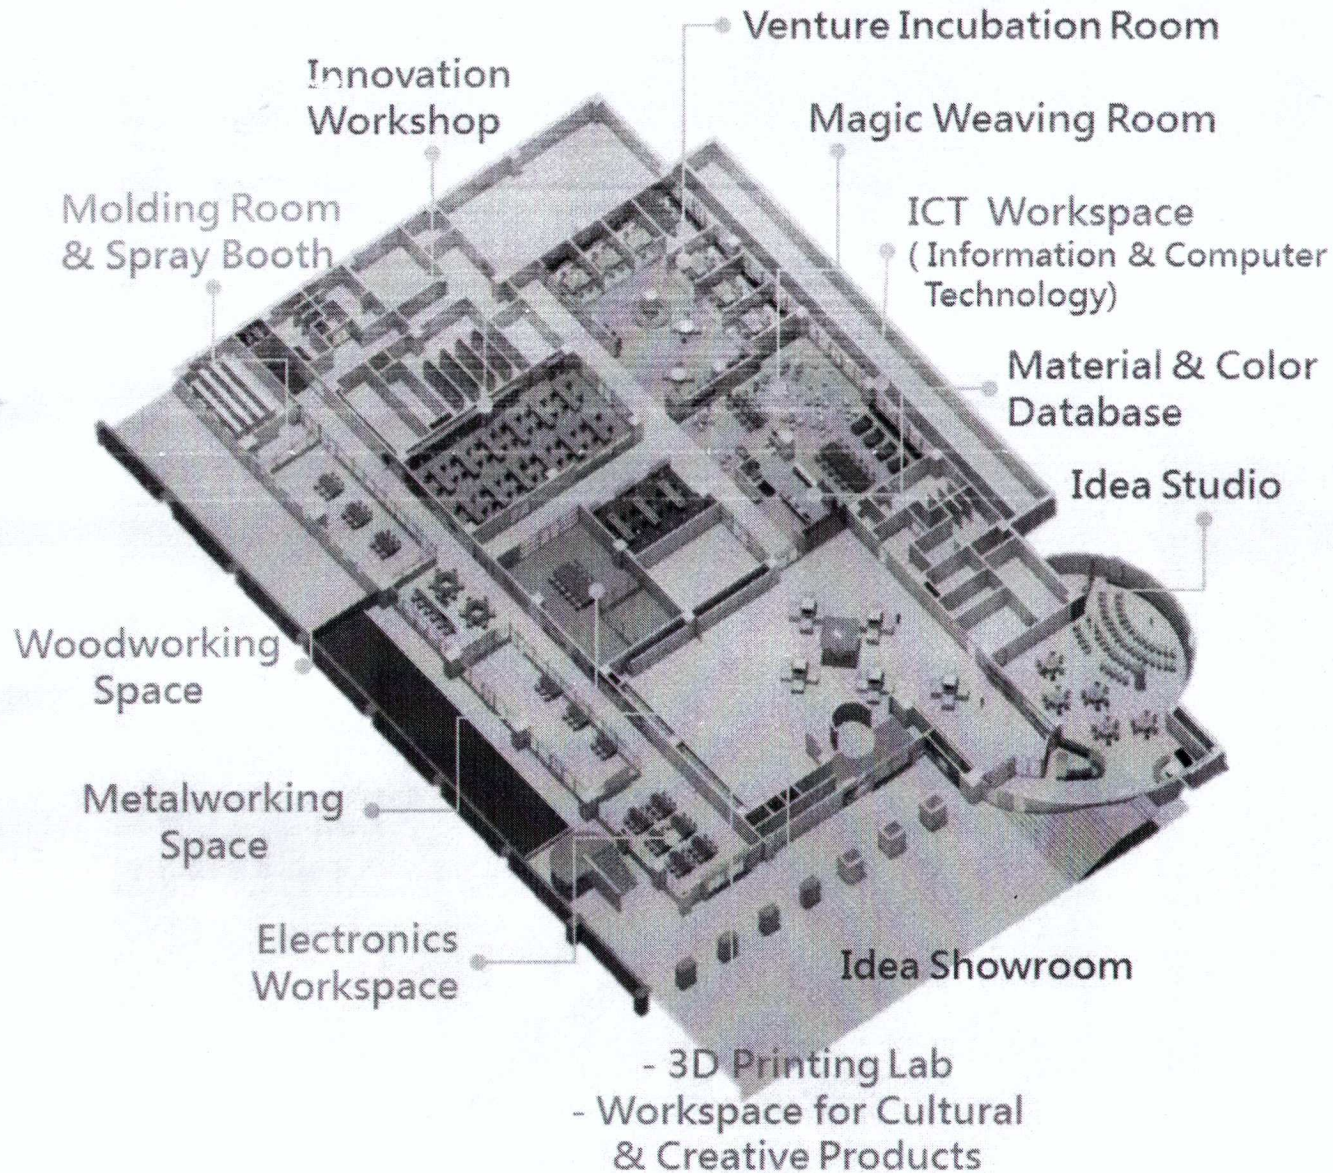 Venture Incubation Room
Innovation
Workshop
Magic Weaving Room
Molding Room
& Spray Booth
ICT Workspace
( Information & Computer
Technology)
Material & Color
Database
Idea Studio
Woodworking
Space
Metalworking
Space
Electronics
Workspace
Idea Showroom
- 3D Printing Lab
- Workspace for Cultural
& Creative Products